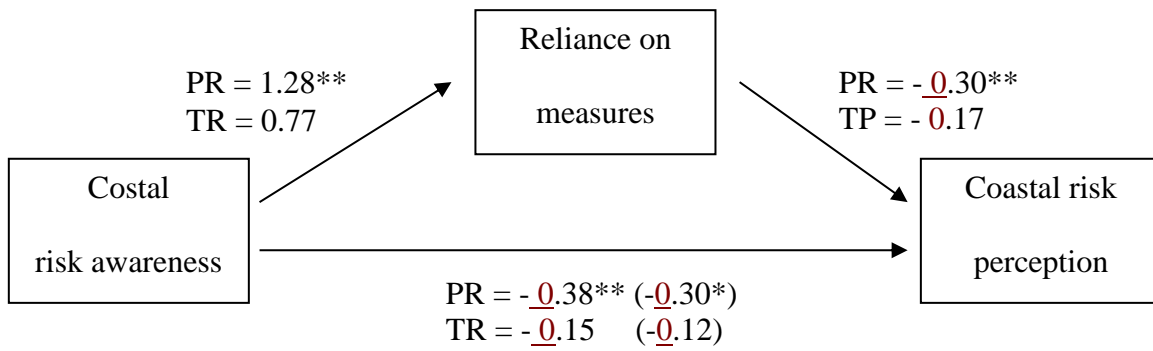 Reliance on
measures
PR = 1.28**
TR = 0.77
PR = - 0.30**
TP = - 0.17
Costal
risk awareness
Coastal risk
perception
PR = - 0.38** (-0.30*)
TR = - 0.15 (-0.12)